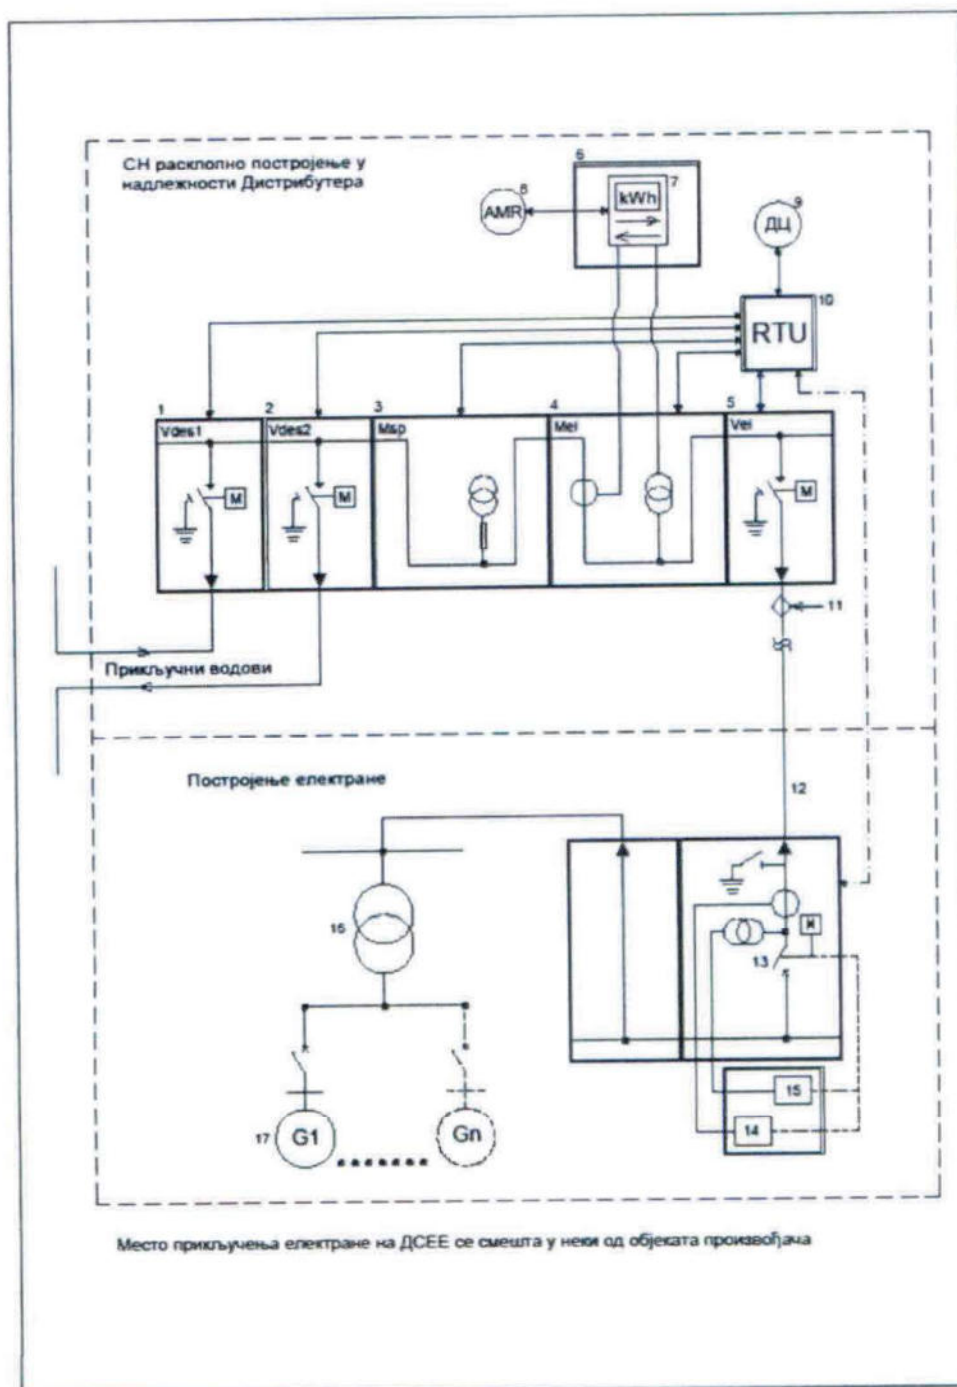 СН расклопно постројење у
надлежности Дистрибутера
6
7
kWh
8
AMR
9
ДЦ
10
RTU
1
Vdes1
2
Vdes2
3
Msp
4
Mel
5
Vel
M
M
M
11
Прикључни водови
Постројење електране
12
16
M
13
15
14
17
G1
Gn
Место прикључења електране на ДСЕЕ се смешта у неки од објеката произвођача